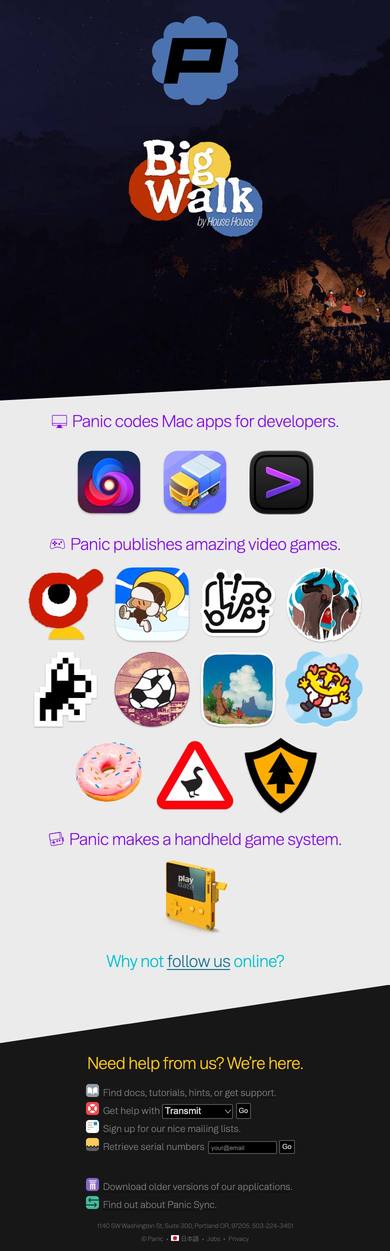 P
Big
Walk
by House House
Panic codes Mac apps for developers.
Panic publishes amazing video games.
Panic makes a handheld game system.
play
date
Why not follow us online?
Need help from us? We're here.
Find docs, tutorials, hints, or get support.
Get help with Transmit Go
Sign up for our nice mailing lists.
Retrieve serial numbers your@email Go
Download older versions of our applications.
Find out about Panic Sync.
1140 SW Washington St, Suite 300, Portland OR, 97205. 503-224-3451
© Panic • 日本語 • Jobs • Privacy